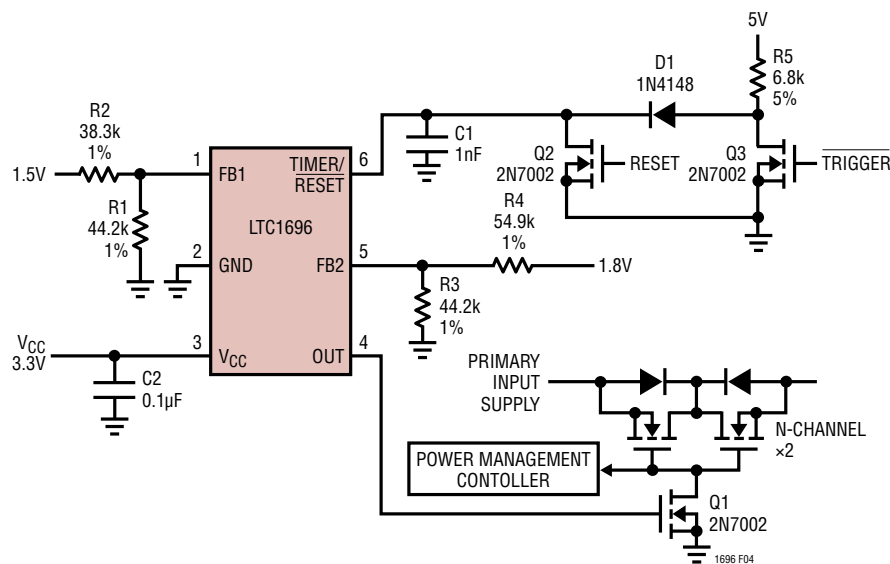 5V
D1
1N4148
R5
6.8k
5%
R2
38.3k
1%
1.5V
R1
44.2k
1%
1
FB1
TIMER/
RESET
6
C1
1nF
Q2
2N7002
RESET
Q3
2N7002
TRIGGER
LTC1696
2
GND
FB2
5
R4
54.9k
1%
1.8V
R3
44.2k
1%
VCC
3.3V
3
VCC
OUT
4
C2
0.1µF
PRIMARY
INPUT
SUPPLY
N-CHANNEL
×2
POWER MANAGEMENT
CONTOLLER
Q1
2N7002
1696 F04